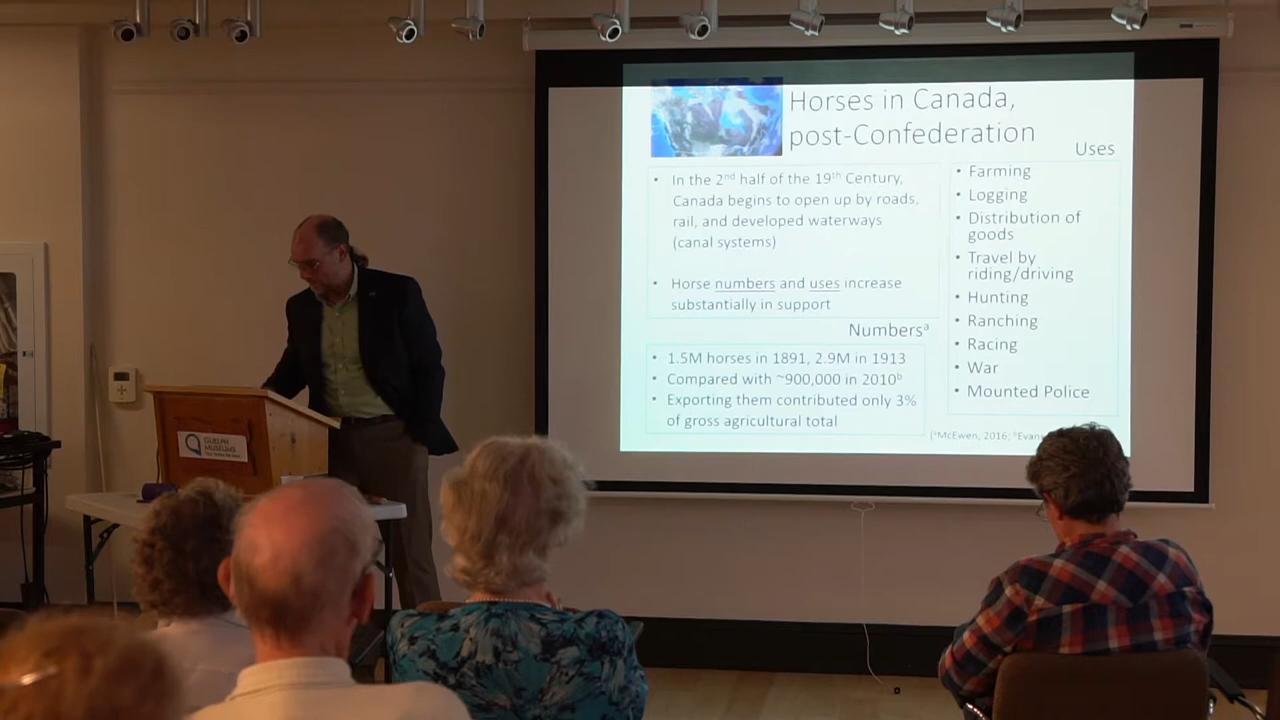 Horses in Canada,
post-Confederation
• In the 2nd half of the 19th Century,
Canada begins to open up by roads,
rail, and developed waterways
(canal systems)
• Horse numbers and uses increase
substantially in support
Numbersᵃ
• 1.5M horses in 1891, 2.9M in 1913
• Compared with ~900,000 in 2010ᵇ
• Exporting them contributed only 3%
of gross agricultural total
Uses
• Farming
• Logging
• Distribution of
goods
• Travel by
riding/driving
• Hunting
• Ranching
• Racing
• War
• Mounted Police
(ᵃMcEwen, 2016; ᵇEvans
GUELPH
MUSEUMS